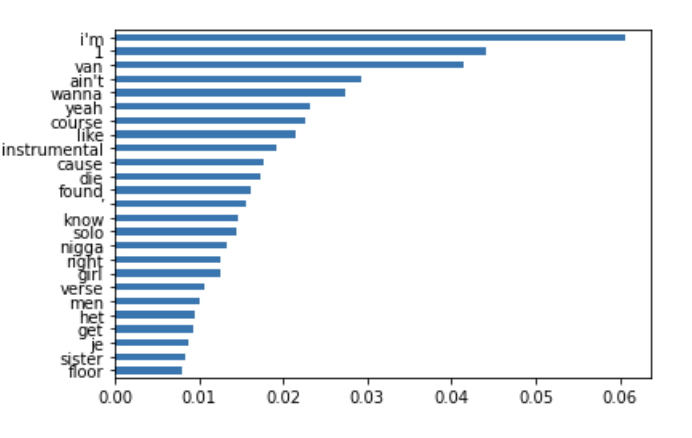 i'm
1
van
ain't
wanna
yeah
course
like
instrumental
cause
die
found
'
know
solo
nigga
right
girl
verse
men
het
get
je
sister
floor
0.00 0.01 0.02 0.03 0.04 0.05 0.06